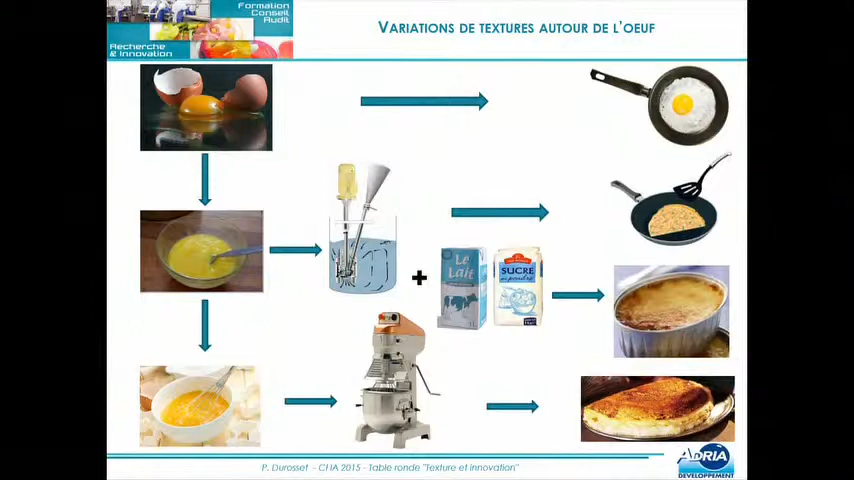 Formation
Conseil
Audit
Recherche
& Innovation
VARIATIONS DE TEXTURES AUTOUR DE L'OEUF
Le
Lait
SUCRE
P. Durosset - CHA 2015 - Table ronde "Texture et innovation"
ADRIA
DÉVELOPPEMENT